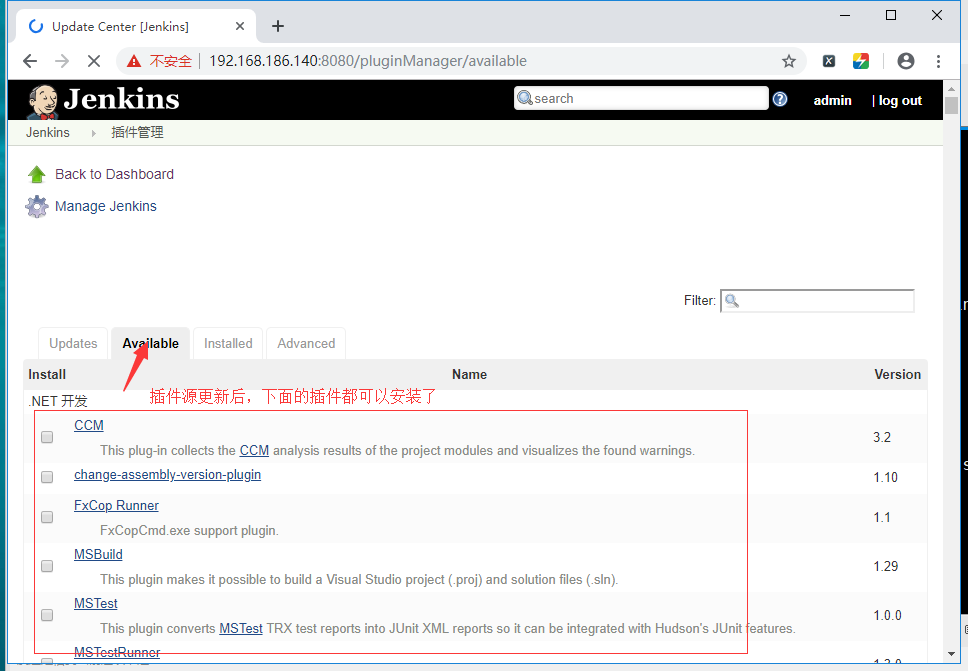 Update Center [Jenkins]
不安全 192.168.186.140:8080/pluginManager/available
Jenkins
search
admin | log out
Jenkins 插件管理
Back to Dashboard
Manage Jenkins
Filter:
Updates Available Installed Advanced
Install Name Version
插件源更新后，下面的插件都可以安装了
.NET 开发
CCM
This plug-in collects the CCM analysis results of the project modules and visualizes the found warnings.
3.2
change-assembly-version-plugin
1.10
FxCop Runner
FxCopCmd.exe support plugin.
1.1
MSBuild
This plugin makes it possible to build a Visual Studio project (.proj) and solution files (.sln).
1.29
MSTest
This plugin converts MSTest TRX test reports into JUnit XML reports so it can be integrated with Hudson's JUnit features.
1.0.0
MSTestRunner